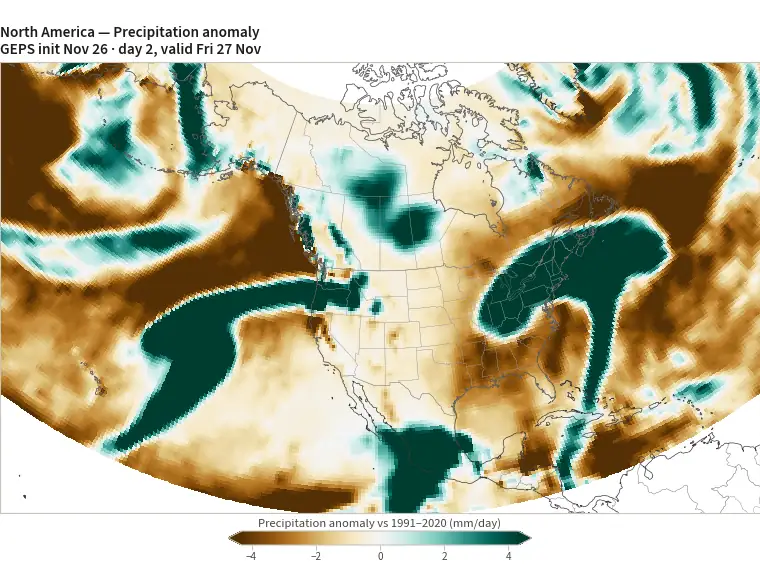 North America — Precipitation anomaly
GEPS init Nov 26 · day 2, valid Fri 27 Nov
Precipitation anomaly vs 1991–2020 (mm/day)
−4 −2 0 2 4